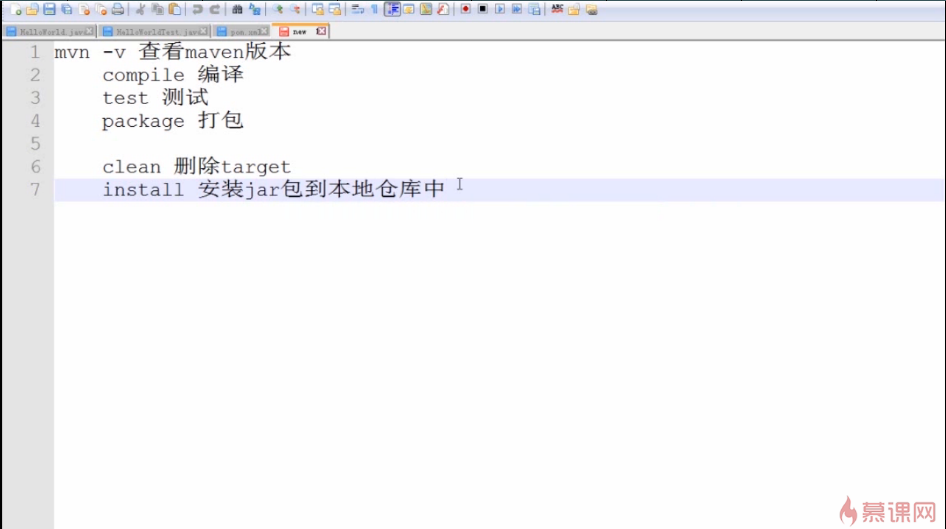 HelloWorld.java
HelloWorldTest.java
pom.xml
new
1 mvn -v 查看maven版本
2 compile 编译
3 test 测试
4 package 打包
5
6 clean 删除target
7 install 安装jar包到本地仓库中
慕课网